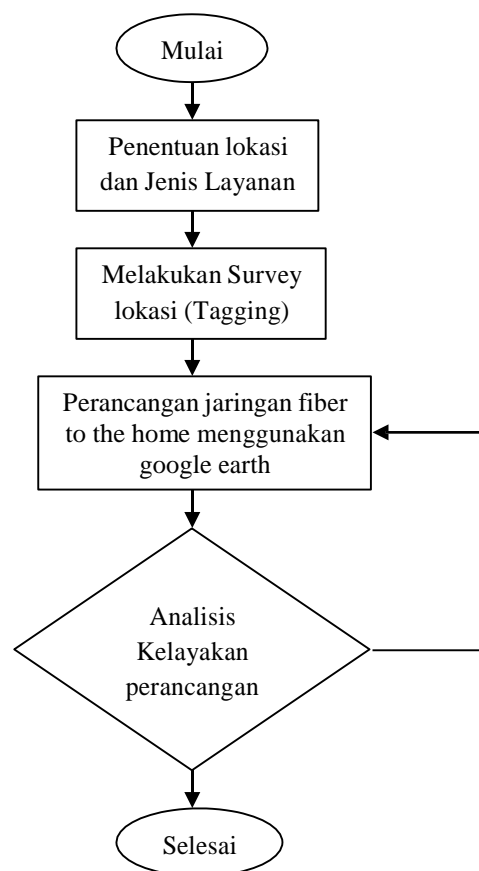 Mulai
Penentuan lokasi
dan Jenis Layanan
Melakukan Survey
lokasi (Tagging)
Perancangan jaringan fiber
to the home menggunakan
google earth
Analisis
Kelayakan
perancangan
Selesai